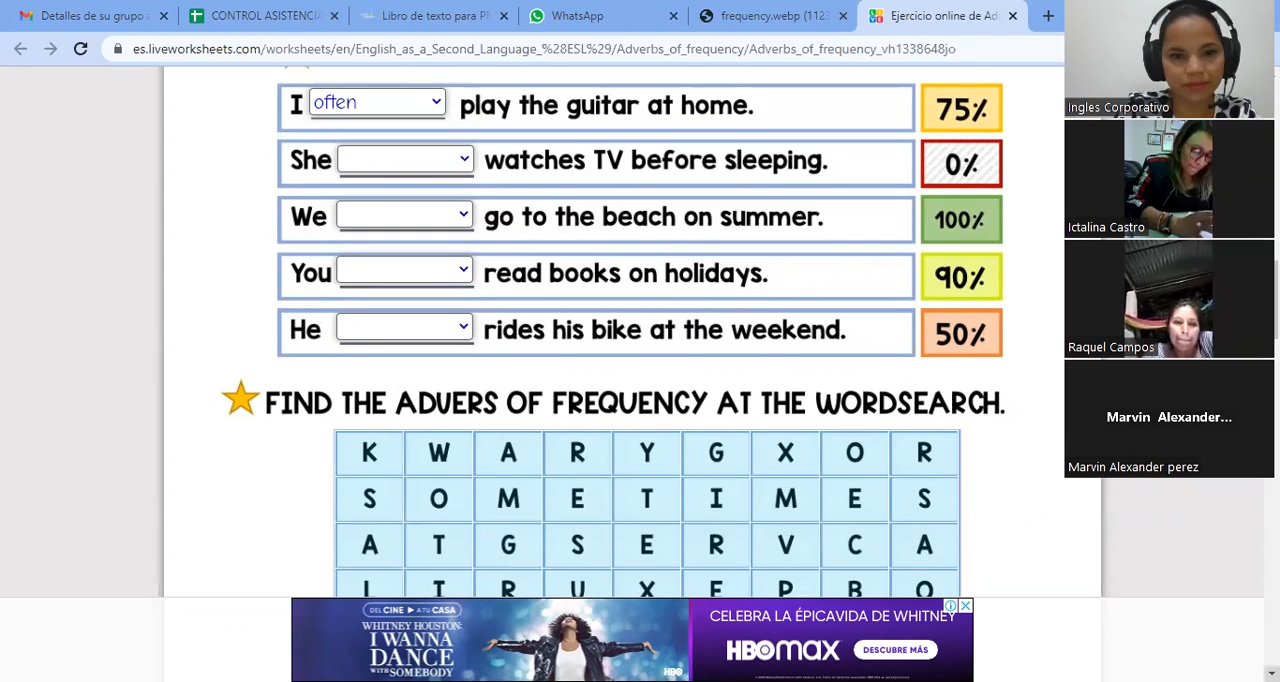 Detalles de su grupo
CONTROL ASISTENCIA
Libro de texto para P
WhatsApp
frequency.webp (112
Ejercicio online de Ad
es.liveworksheets.com/worksheets/en/English_as_a_Second_Language_%28ESL%29/Adverbs_of_frequency/Adverbs_of_frequency_vh1338648jo
I often play the guitar at home. 75%
She watches TV before sleeping. 0%
We go to the beach on summer. 100%
You read books on holidays. 90%
He rides his bike at the weekend. 50%
FIND THE ADVERS OF FREQUENCY AT THE WORDSEARCH.
K W A R Y G X O R
S O M E T I M E S
A T G S E R V C A
L I R U X E P B O
DEL CINE ▶ A TU CASA
WHITNEY HOUSTON:
I WANNA
DANCE
WITH SOMEBODY
HBO
CELEBRA LA ÉPICA VIDA DE WHITNEY
HBOmax
DESCUBRE MÁS
Ingles Corporativo
Ictalina Castro
Raquel Campos
Marvin Alexander...
Marvin Alexander perez